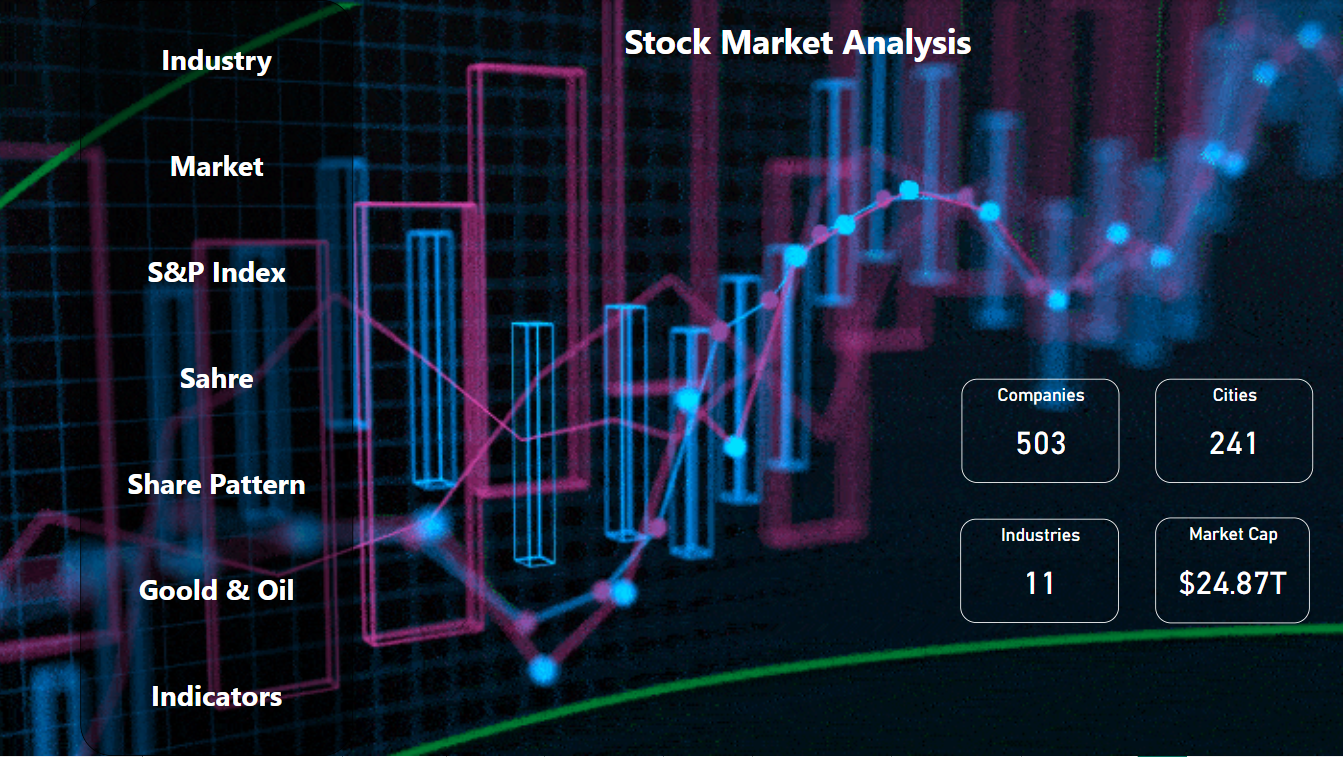 Stock Market Analysis
Industry
Market
S&P Index
Sahre
Share Pattern
Goold & Oil
Indicators
Companies
503
Cities
241
Industries
11
Market Cap
$24.87T